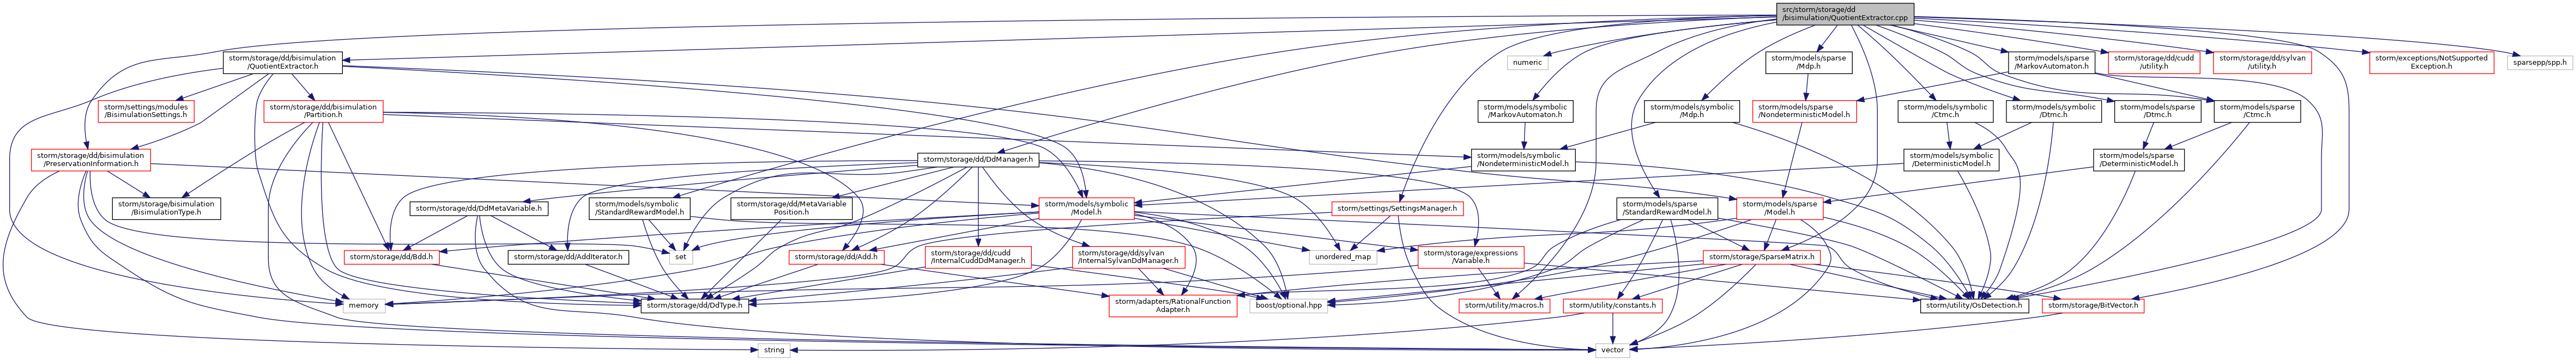 src/storm/storage/dd
/bisimulation/QuotientExtractor.cpp
storm/storage/dd/bisimulation
/QuotientExtractor.h
numeric
storm/models/sparse
/Mdp.h
storm/models/sparse
/MarkovAutomaton.h
storm/storage/dd/cudd
/utility.h
storm/storage/dd/sylvan
/utility.h
storm/exceptions/NotSupported
Exception.h
sparsepp/spp.h
storm/settings/modules
/BisimulationSettings.h
storm/storage/dd/bisimulation
/Partition.h
storm/models/symbolic
/MarkovAutomaton.h
storm/models/symbolic
/Mdp.h
storm/models/sparse
/NondeterministicModel.h
storm/models/symbolic
/Ctmc.h
storm/models/symbolic
/Dtmc.h
storm/models/sparse
/Dtmc.h
storm/models/sparse
/Ctmc.h
storm/storage/dd/bisimulation
/PreservationInformation.h
storm/storage/dd/DdManager.h
storm/models/symbolic
/NondeterministicModel.h
storm/models/symbolic
/DeterministicModel.h
storm/models/sparse
/DeterministicModel.h
storm/storage/bisimulation
/BisimulationType.h
storm/storage/dd/DdMetaVariable.h
storm/models/symbolic
/StandardRewardModel.h
storm/storage/dd/MetaVariable
Position.h
storm/models/symbolic
/Model.h
storm/settings/SettingsManager.h
storm/models/sparse
/StandardRewardModel.h
storm/models/sparse
/Model.h
storm/storage/dd/Bdd.h
storm/storage/dd/AddIterator.h
set
storm/storage/dd/Add.h
storm/storage/dd/cudd
/InternalCuddDdManager.h
storm/storage/dd/sylvan
/InternalSylvanDdManager.h
unordered_map
storm/storage/expressions
/Variable.h
storm/storage/SparseMatrix.h
memory
storm/storage/dd/DdType.h
storm/adapters/RationalFunction
Adapter.h
boost/optional.hpp
storm/utility/macros.h
storm/utility/constants.h
storm/utility/OsDetection.h
storm/storage/BitVector.h
string
vector